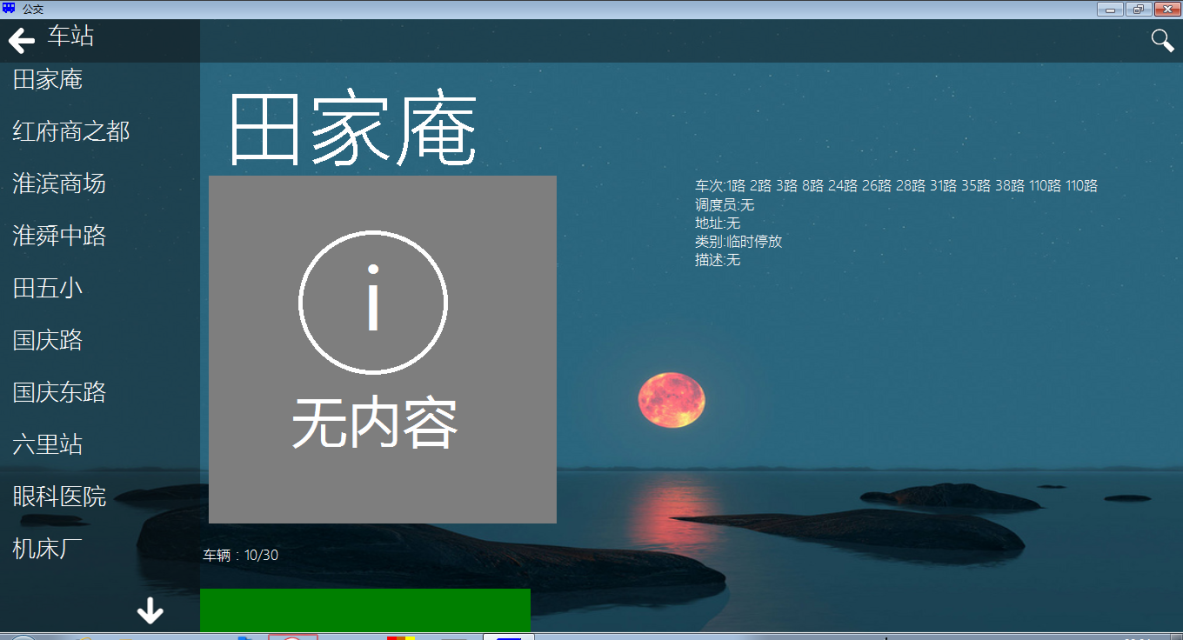 公交
车站
田家庵
红府商之都
淮滨商场
淮舜中路
田五小
国庆路
国庆东路
六里站
眼科医院
机床厂
田家庵
i
无内容
车辆：10/30
车次:1路 2路 3路 8路 24路 26路 28路 31路 35路 38路 110路 110路
调度员:无
地址:无
类别:临时停放
描述:无